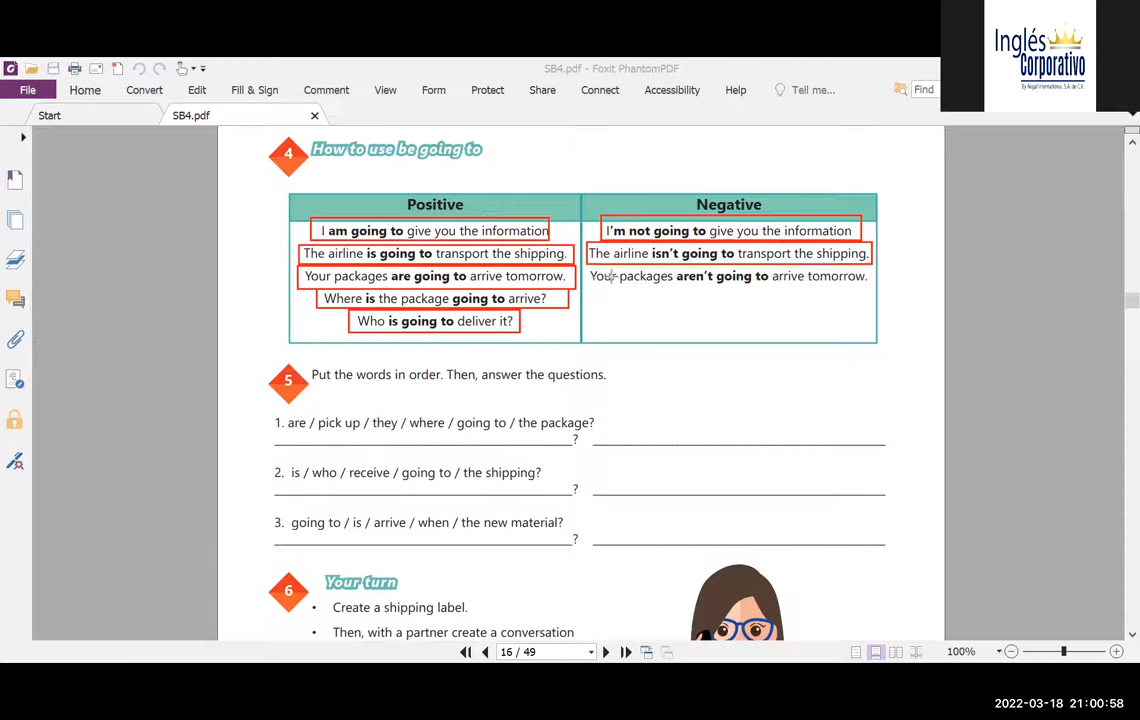 Inglés
Corporativo
By Regal International, S.A. de C.V.
SB4.pdf - Foxit PhantomPDF
File Home Convert Edit Fill & Sign Comment View Form Protect Share Connect Accessibility Help Tell me... Find
Start SB4.pdf
4 How to use be going to
Positive Negative
I am going to give you the information I'm not going to give you the information
The airline is going to transport the shipping. The airline isn't going to transport the shipping.
Your packages are going to arrive tomorrow. Your packages aren't going to arrive tomorrow.
Where is the package going to arrive?
Who is going to deliver it?
5 Put the words in order. Then, answer the questions.
1. are / pick up / they / where / going to / the package?
?
2. is / who / receive / going to / the shipping?
?
3. going to / is / arrive / when / the new material?
?
6 Your turn
• Create a shipping label.
• Then, with a partner create a conversation
16 / 49 100%
2022-03-18 21:00:58